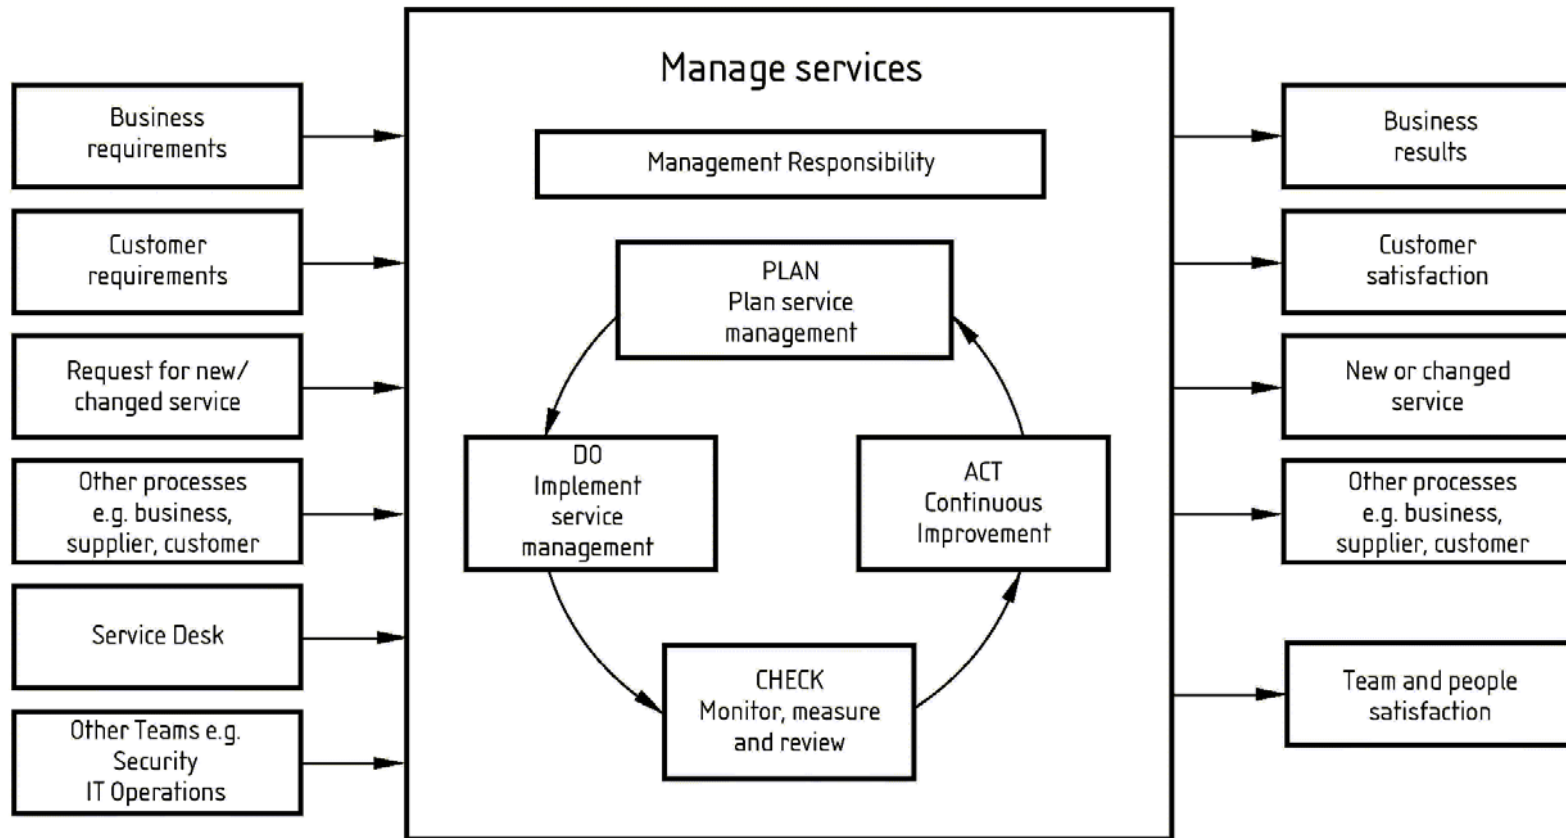 Manage services
Business
requirements
Customer
requirements
Request for new/
changed service
Other processes
e.g. business,
supplier, customer
Service Desk
Other Teams e.g.
Security
IT Operations
Management Responsibility
PLAN
Plan service
management
DO
Implement
service
management
CHECK
Monitor, measure
and review
ACT
Continuous
Improvement
Business
results
Customer
satisfaction
New or changed
service
Other processes
e.g. business,
supplier, customer
Team and people
satisfaction